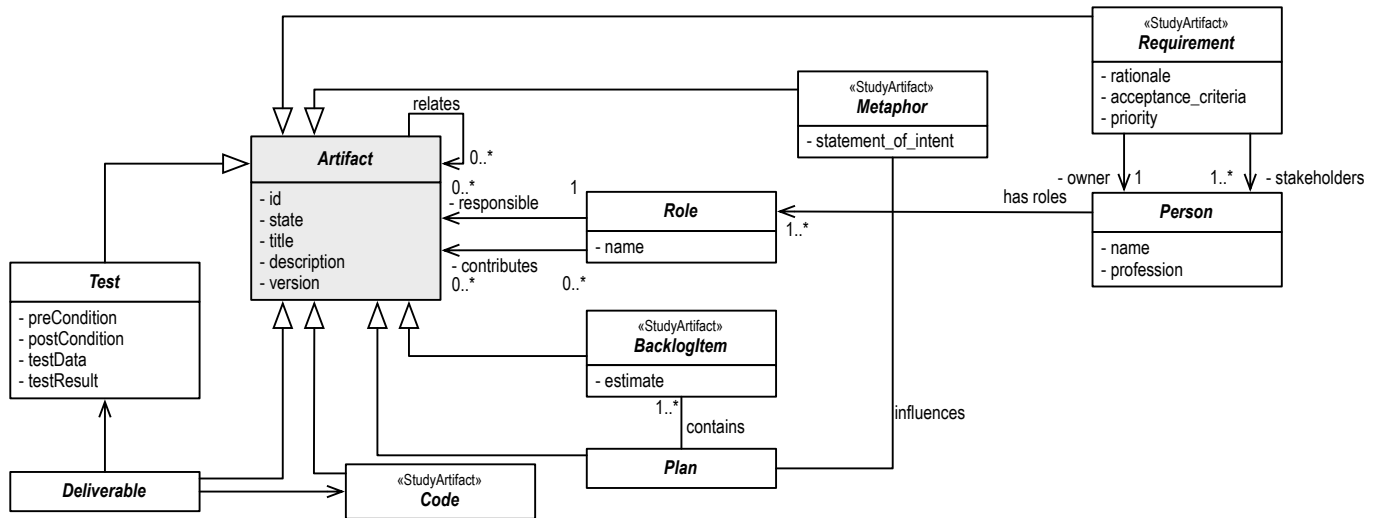 «StudyArtifact»
Requirement
- rationale
- acceptance_criteria
- priority
«StudyArtifact»
Metaphor
- statement_of_intent
relates
0..*
Artifact
- id
- state
- title
- description
- version
0..*
1
- responsible
- contributes
0..*
0..*
Role
- name
has roles
1..*
- owner
1
1..*
- stakeholders
Person
- name
- profession
Test
- preCondition
- postCondition
- testData
- testResult
«StudyArtifact»
BacklogItem
- estimate
1..*
contains
influences
Plan
Deliverable
«StudyArtifact»
Code